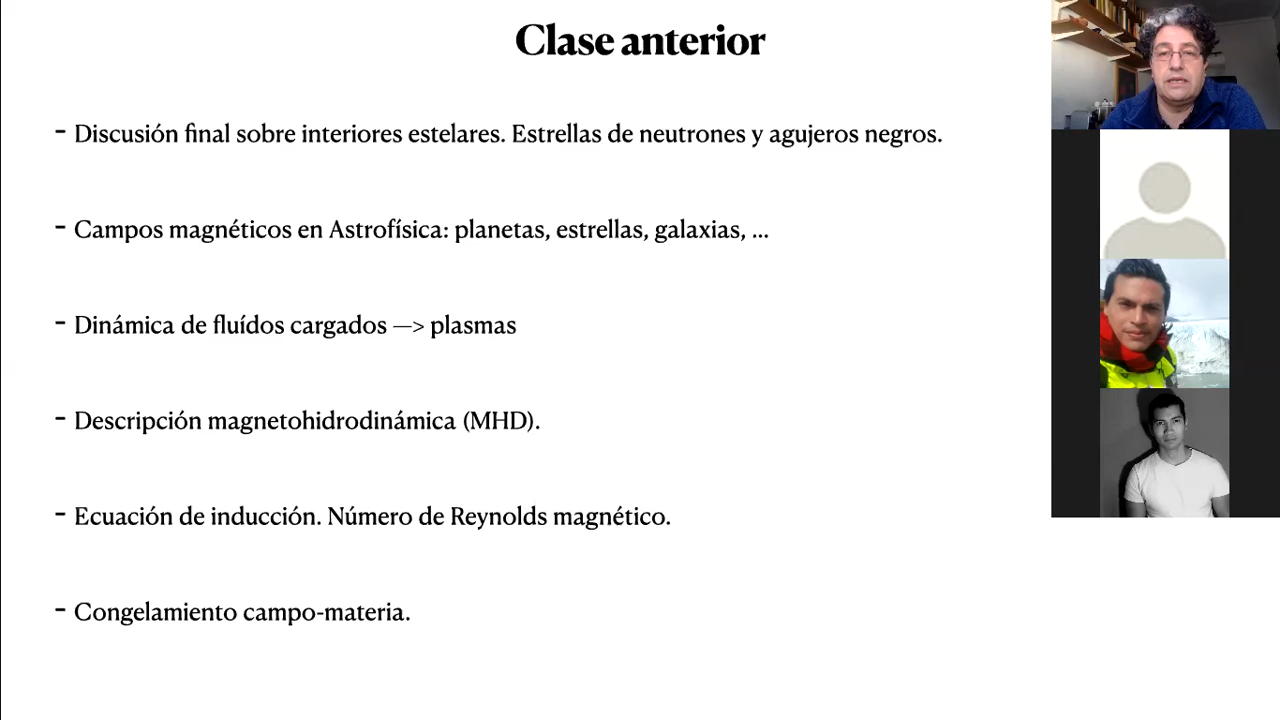 Clase anterior
- Discusión final sobre interiores estelares. Estrellas de neutrones y agujeros negros.
- Campos magnéticos en Astrofísica: planetas, estrellas, galaxias, ...
- Dinámica de fluídos cargados —> plasmas
- Descripción magnetohidrodinámica (MHD).
- Ecuación de inducción. Número de Reynolds magnético.
- Congelamiento campo-materia.